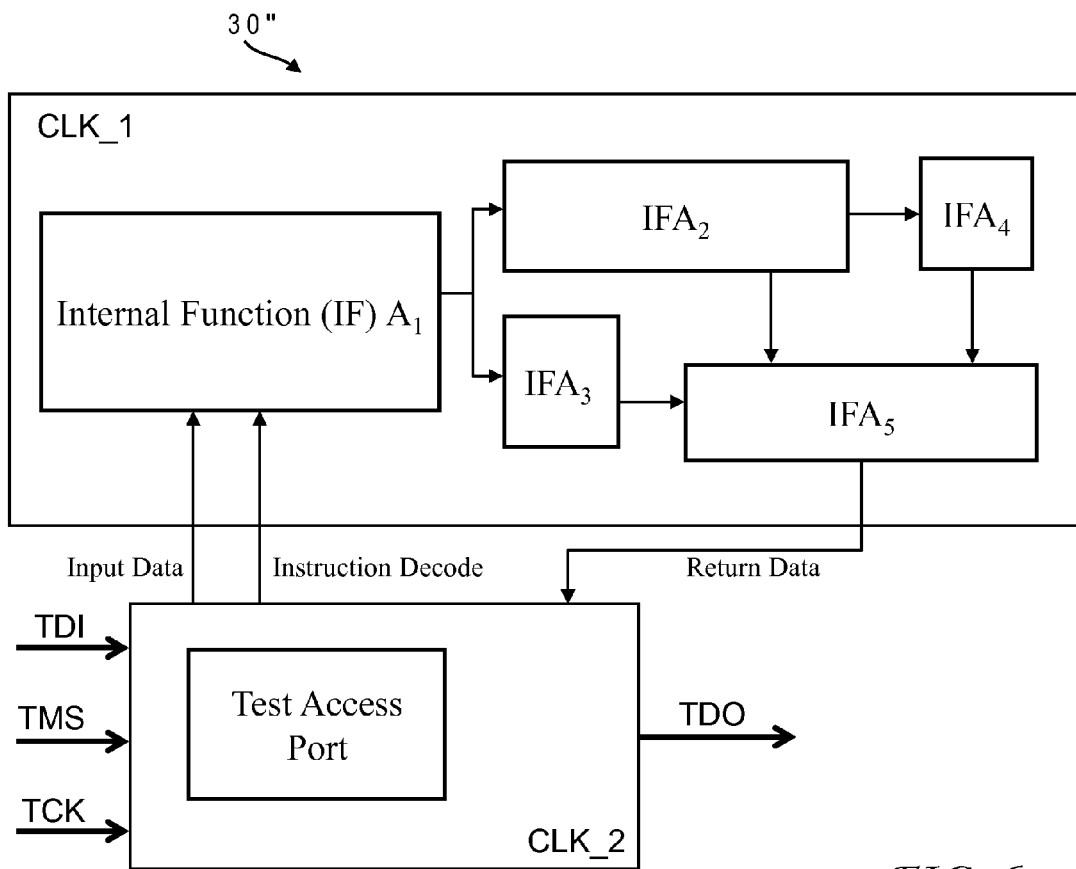 30"
CLK_1
Internal Function (IF) A₁
IFA₂
IFA₄
IFA₃
IFA₅
Input Data
Instruction Decode
Return Data
TDI
TMS
TCK
Test Access
Port
TDO
CLK_2